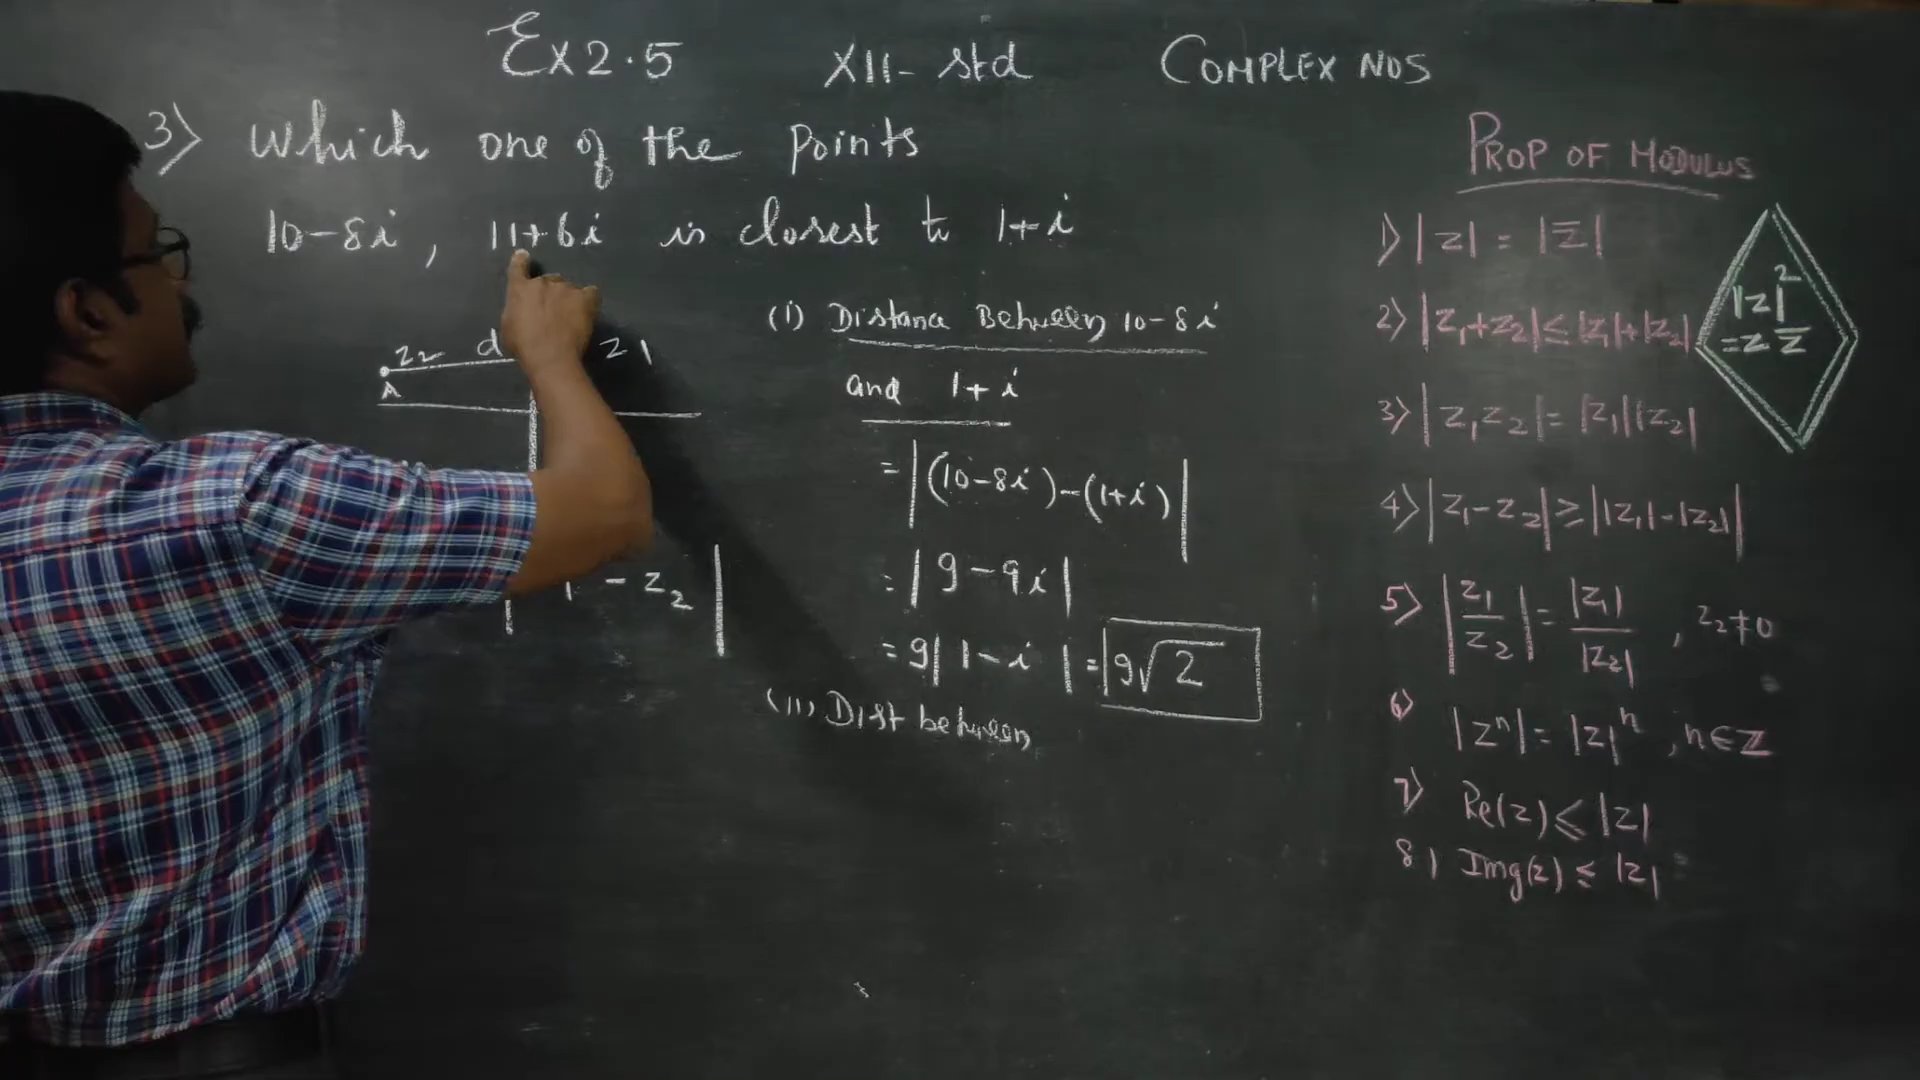 Ex 2.5 XII- std COMPLEX NOS
3) Which one of the points
10-8i, 11+6i is closest to 1+i
z₂ d z₁
A
- z₂ |
(i) Distance Between 10-8i
and 1+i
= |(10-8i)-(1+i)|
= |9-9i|
= 9|1-i| = 9√2
(ii) Dist between
PROP OF MODULUS
1) |z| = |z̅|
2) |z₁+z₂| ≤ |z₁|+|z₂|
3) |z₁z₂| = |z₁||z₂|
4) |z₁-z₂| ≥ ||z₁|-|z₂||
5) |z₁/z₂| = |z₁|/|z₂|, z₂≠0
6) |zⁿ| = |z|ⁿ, n∈Z
7) Re(z) ≤ |z|
8) Img(z) ≤ |z|
|z|²
=z z̅